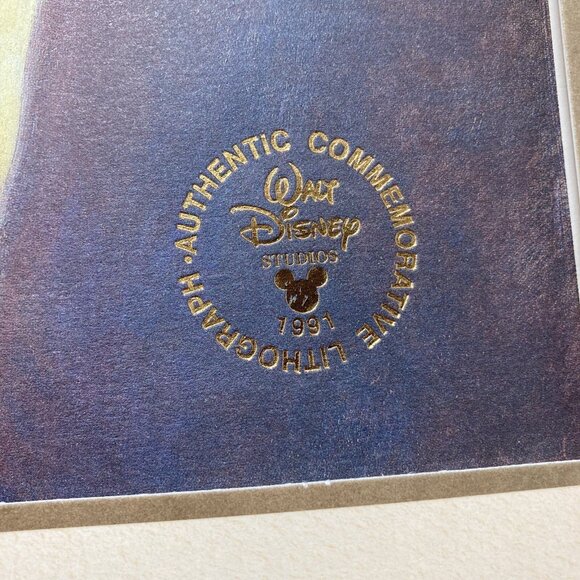 ·AUTHENTIC COMMEMORATIVE LITHOGRAPH
WALT
DISNEY
STUDIOS
1991